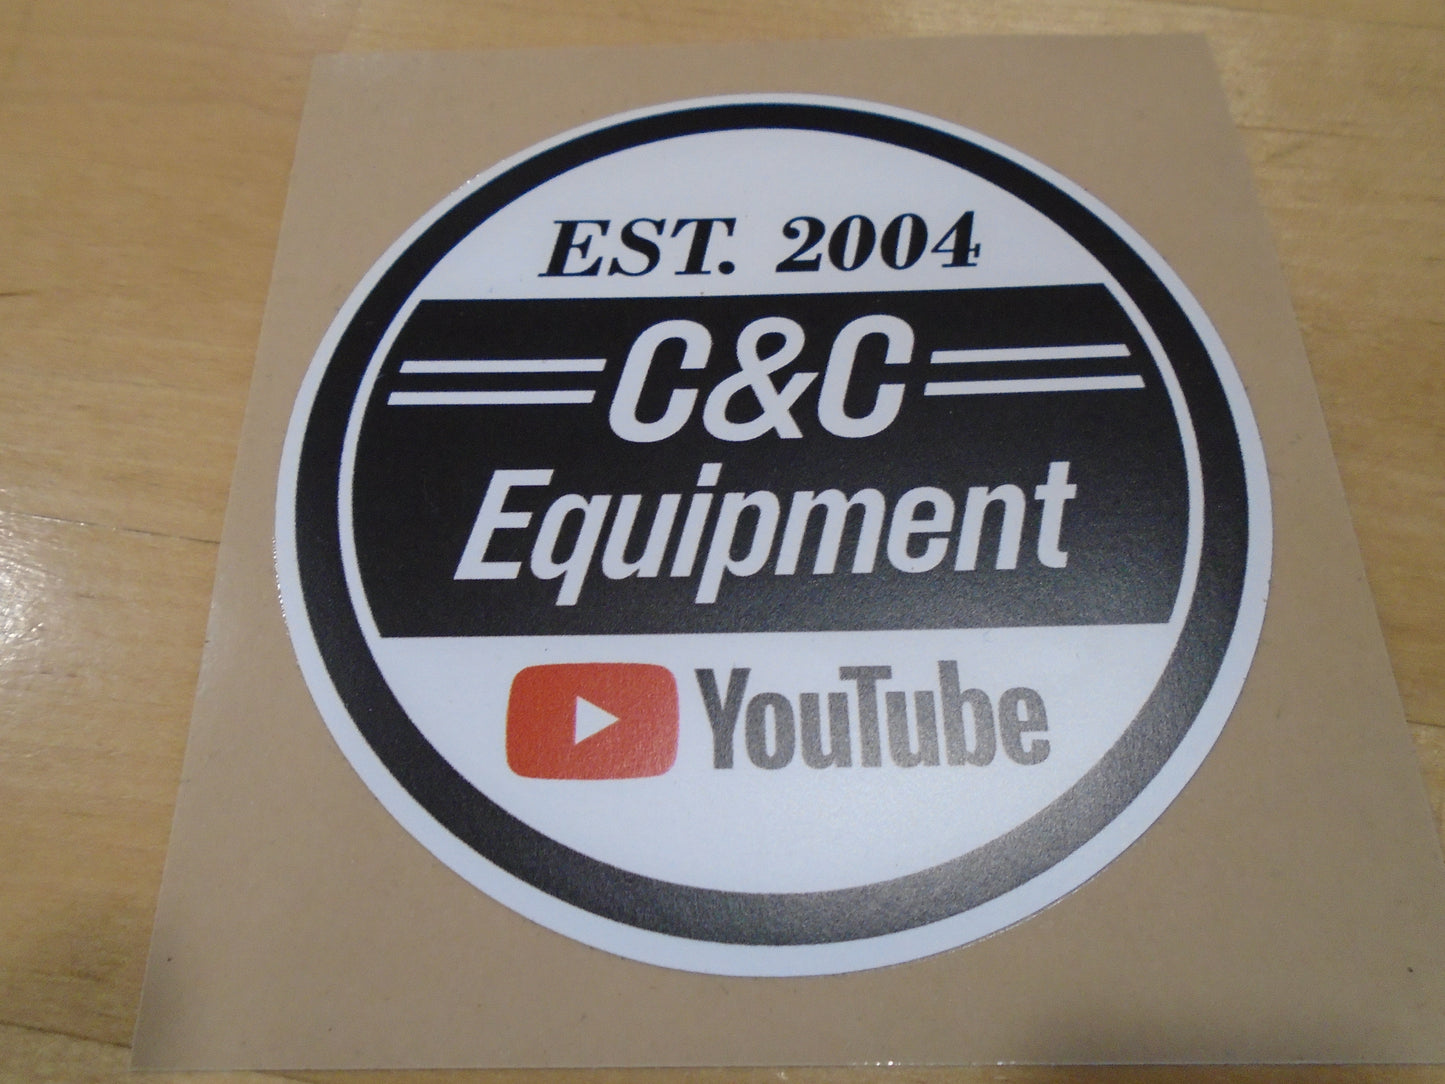 EST. 2004
C&C
Equipment
YouTube